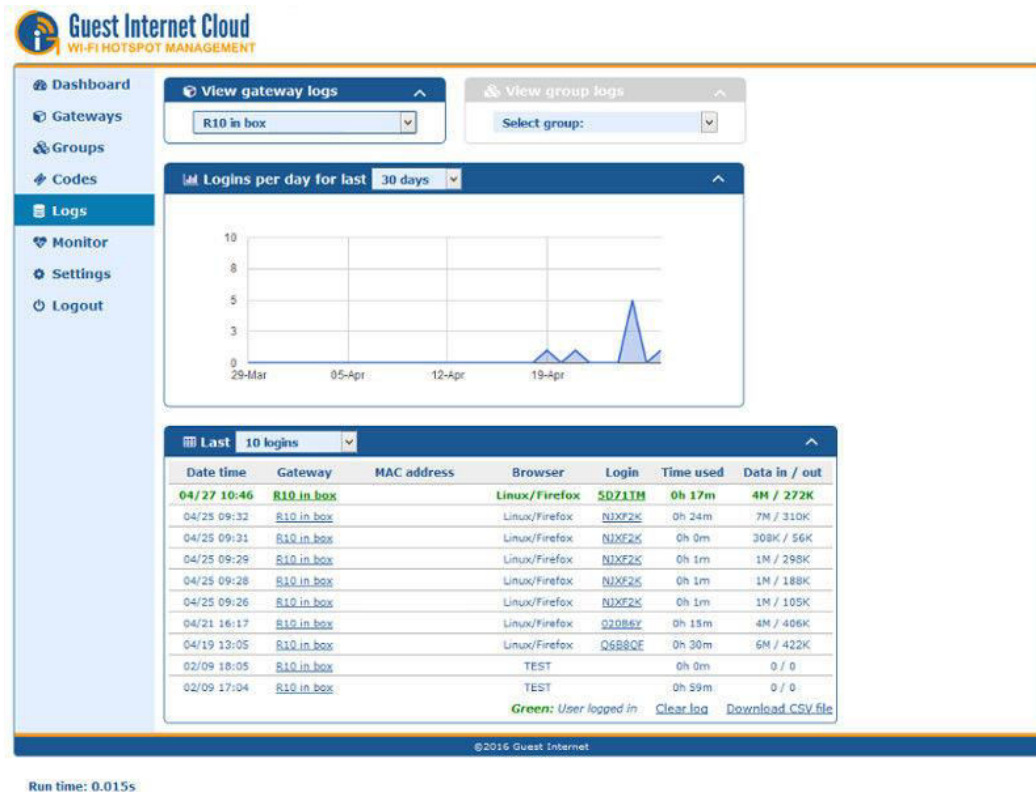 Guest Internet Cloud
WI-FI HOTSPOT MANAGEMENT
Dashboard
Gateways
Groups
Codes
Logs
Monitor
Settings
Logout
View gateway logs
R10 in box
View group logs
Select group:
Logins per day for last 30 days
10
8
5
3
0
29-Mar 05-Apr 12-Apr 19-Apr
Last 10 logins
Date time Gateway MAC address Browser Login Time used Data in / out
04/27 10:46 R10 in box Linux/Firefox 5D71TM 0h 17m 4M / 272K
04/25 09:32 R10 in box Linux/Firefox NJXF2K 0h 24m 7M / 310K
04/25 09:31 R10 in box Linux/Firefox NJXF2K 0h 0m 308K / 56K
04/25 09:29 R10 in box Linux/Firefox NJXF2K 0h 1m 1M / 298K
04/25 09:28 R10 in box Linux/Firefox NJXF2K 0h 1m 1M / 188K
04/25 09:26 R10 in box Linux/Firefox NJXF2K 0h 1m 1M / 105K
04/21 16:17 R10 in box Linux/Firefox 0h 15m 4M / 406K
04/19 13:05 R10 in box Linux/Firefox 0h 30m 6M / 422K
02/09 18:05 R10 in box TEST 0h 0m 0 / 0
02/09 17:04 R10 in box TEST 0h 59m 0 / 0
Green: User logged in Clear log Download CSV file
©2016 Guest Internet
Run time: 0.015s